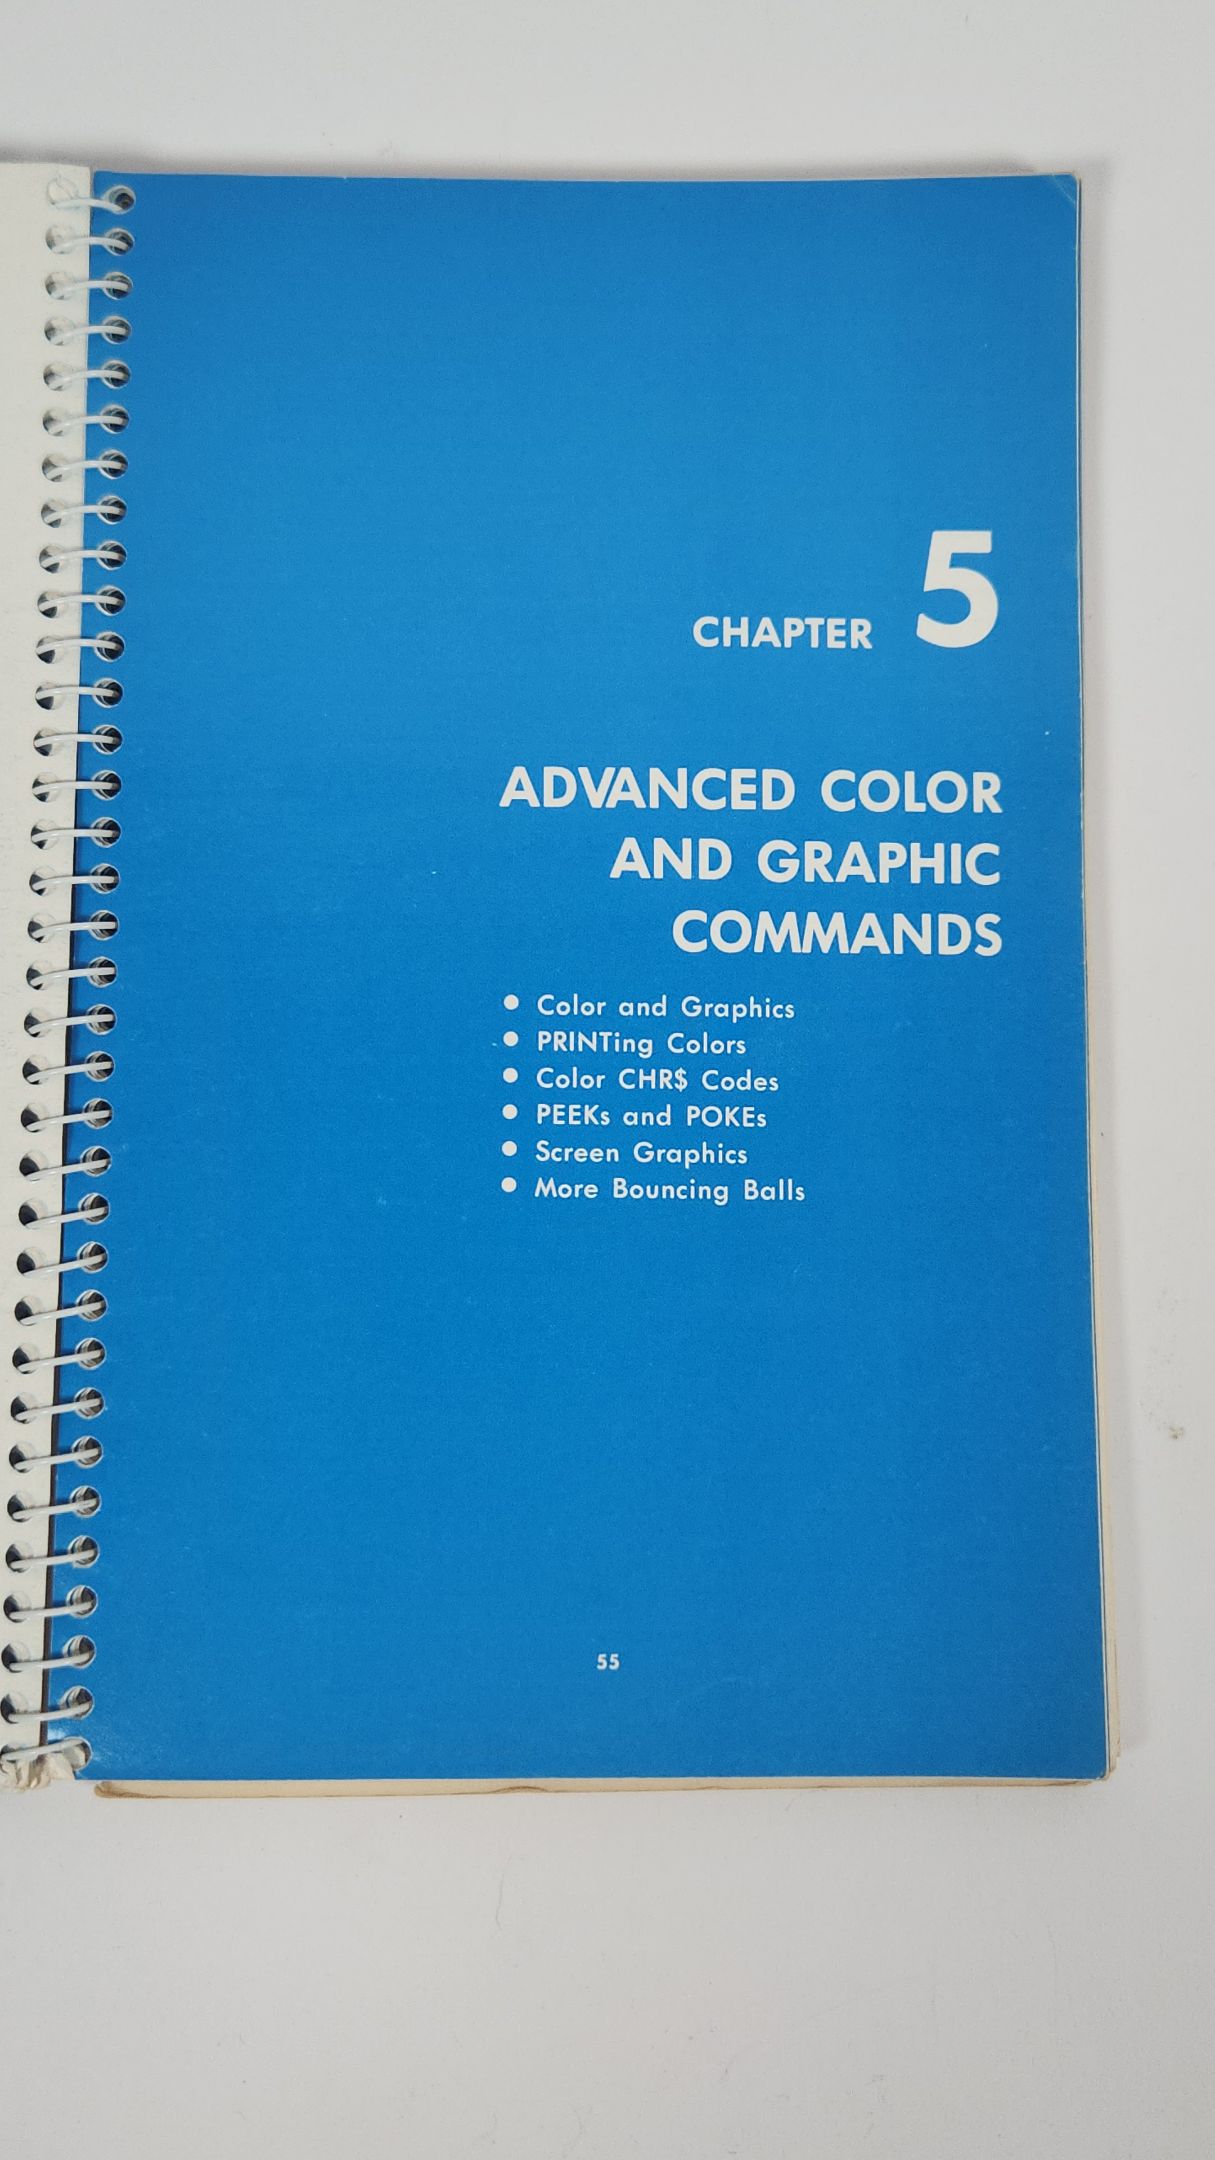 CHAPTER 5
ADVANCED COLOR
AND GRAPHIC
COMMANDS
• Color and Graphics
• PRINTing Colors
• Color CHR$ Codes
• PEEKs and POKEs
• Screen Graphics
• More Bouncing Balls
55